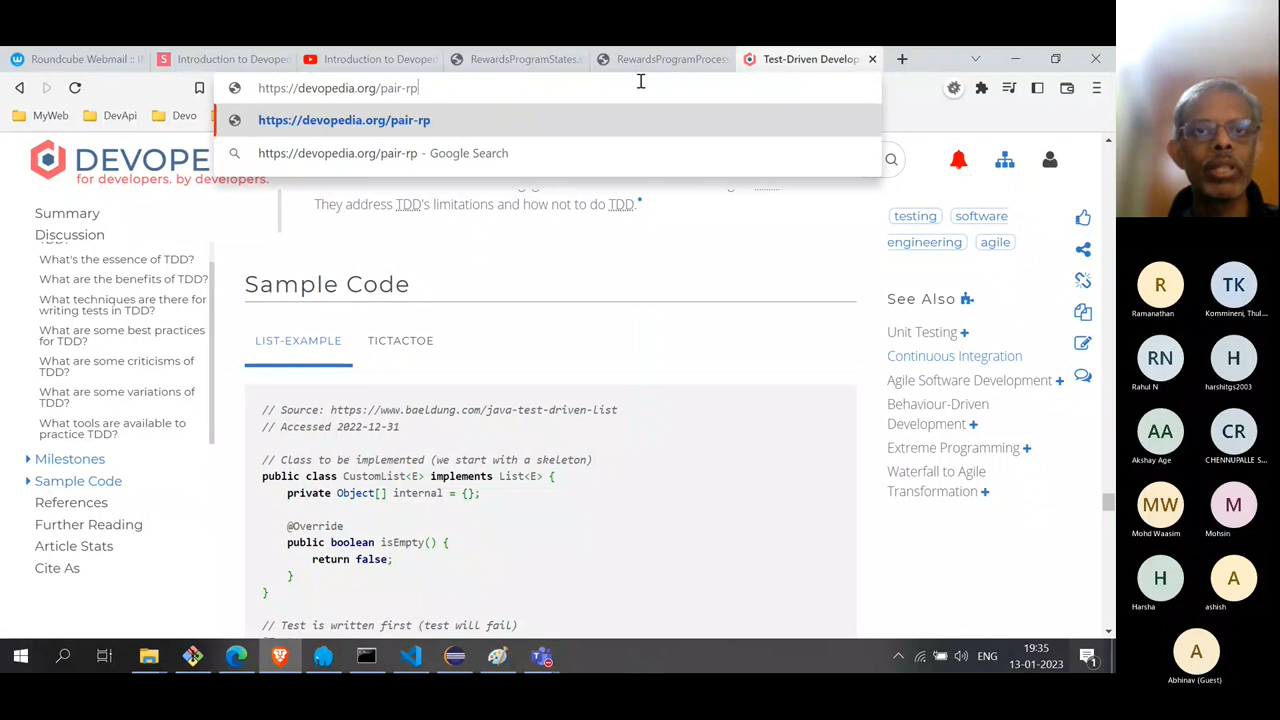 Roundcube Webmail :: I
Introduction to Devoped
Introduction to Devope
RewardsProgramStates.s
RewardsProgramProcess
Test-Driven Develop
https://devopedia.org/pair-rp
https://devopedia.org/pair-rp
https://devopedia.org/pair-rp - Google Search
MyWeb
DevApi
Devo
DEVOPE
for developers. by developers.
They address TDD's limitations and how not to do TDD.
Summary
Discussion
TDD?
What's the essence of TDD?
What are the benefits of TDD?
What techniques are there for
writing tests in TDD?
What are some best practices
for TDD?
What are some criticisms of
TDD?
What are some variations of
TDD?
What tools are available to
practice TDD?
Milestones
Sample Code
References
Further Reading
Article Stats
Cite As
Sample Code
LIST-EXAMPLE
TICTACTOE
// Source: https://www.baeldung.com/java-test-driven-list
// Accessed 2022-12-31
// Class to be implemented (we start with a skeleton)
public class CustomList<E> implements List<E> {
private Object[] internal = {};
@Override
public boolean isEmpty() {
return false;
}
}
// Test is written first (test will fail)
testing
software
engineering
agile
See Also
Unit Testing +
Continuous Integration
Agile Software Development +
Behaviour-Driven
Development +
Extreme Programming +
Waterfall to Agile
Transformation +
ENG
19:35
13-01-2023
1
R
Ramanathan
TK
Kommineni, Thul...
RN
Rahul N
H
harshitgs2003
AA
Akshay Age
CR
CHENNUPALLE S...
MW
Mohd Waasim
M
Mohsin
H
Harsha
A
ashish
A
Abhinav (Guest)